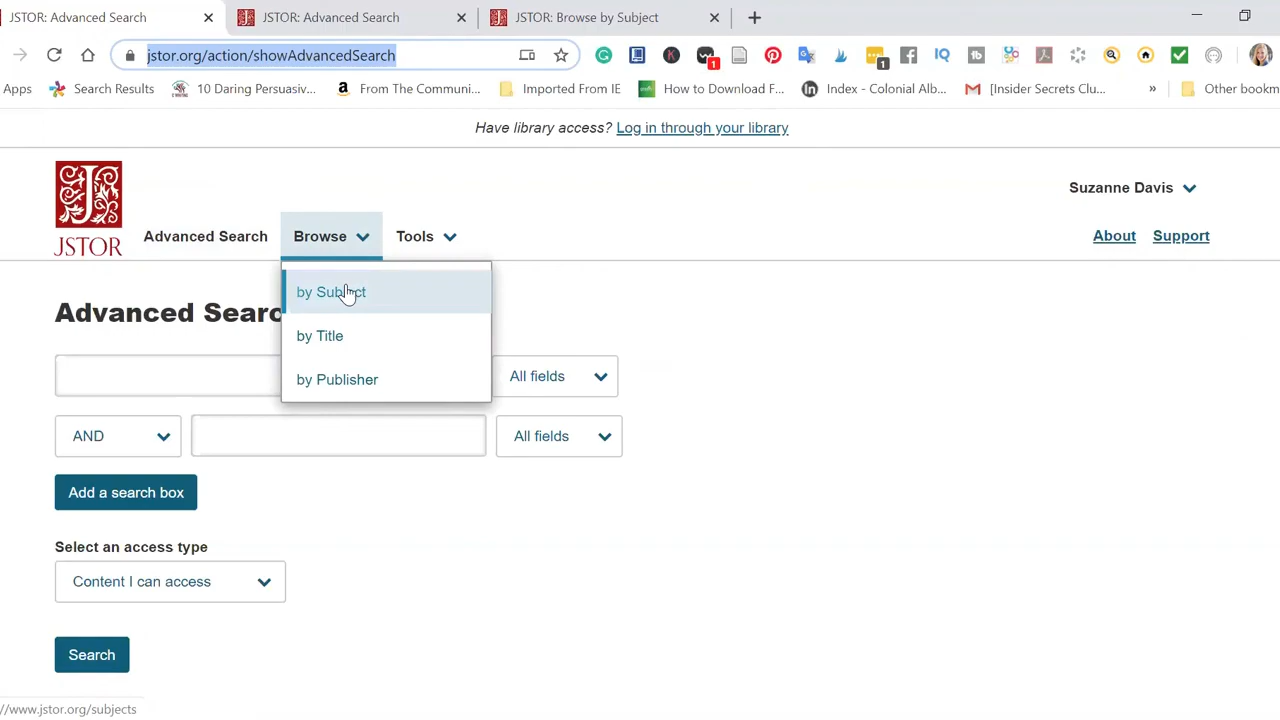 JSTOR: Advanced Search
JSTOR: Advanced Search
JSTOR: Browse by Subject
jstor.org/action/showAdvancedSearch
1
1
Apps
Search Results
10 Daring Persuasiv...
From The Communi...
Imported From IE
How to Download F...
Index - Colonial Alb...
[Insider Secrets Clu...
»
Other bookm
Have library access? Log in through your library
JSTOR
Suzanne Davis
Advanced Search
Browse
Tools
About
Support
by Subject
by Title
by Publisher
Advanced Searc
All fields
AND
All fields
Add a search box
Select an access type
Content I can access
Search
//www.jstor.org/subjects